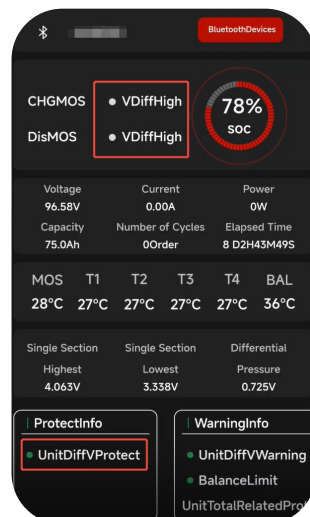 BluetoothDevices
CHGMOS VDiffHigh
DisMOS VDiffHigh
78%
SOC
Voltage Current Power
96.58V 0.00A 0W
Capacity Number of Cycles Elapsed Time
75.0Ah 0Order 8 D2H43M49S
MOS T1 T2 T3 T4 BAL
28°C 27°C 27°C 27°C 27°C 36°C
Single Section Single Section Differential
Highest Lowest Pressure
4.063V 3.338V 0.725V
ProtectInfo WarningInfo
UnitDiffVProtect UnitDiffVWarning
BalanceLimit
UnitTotalRelatedPro